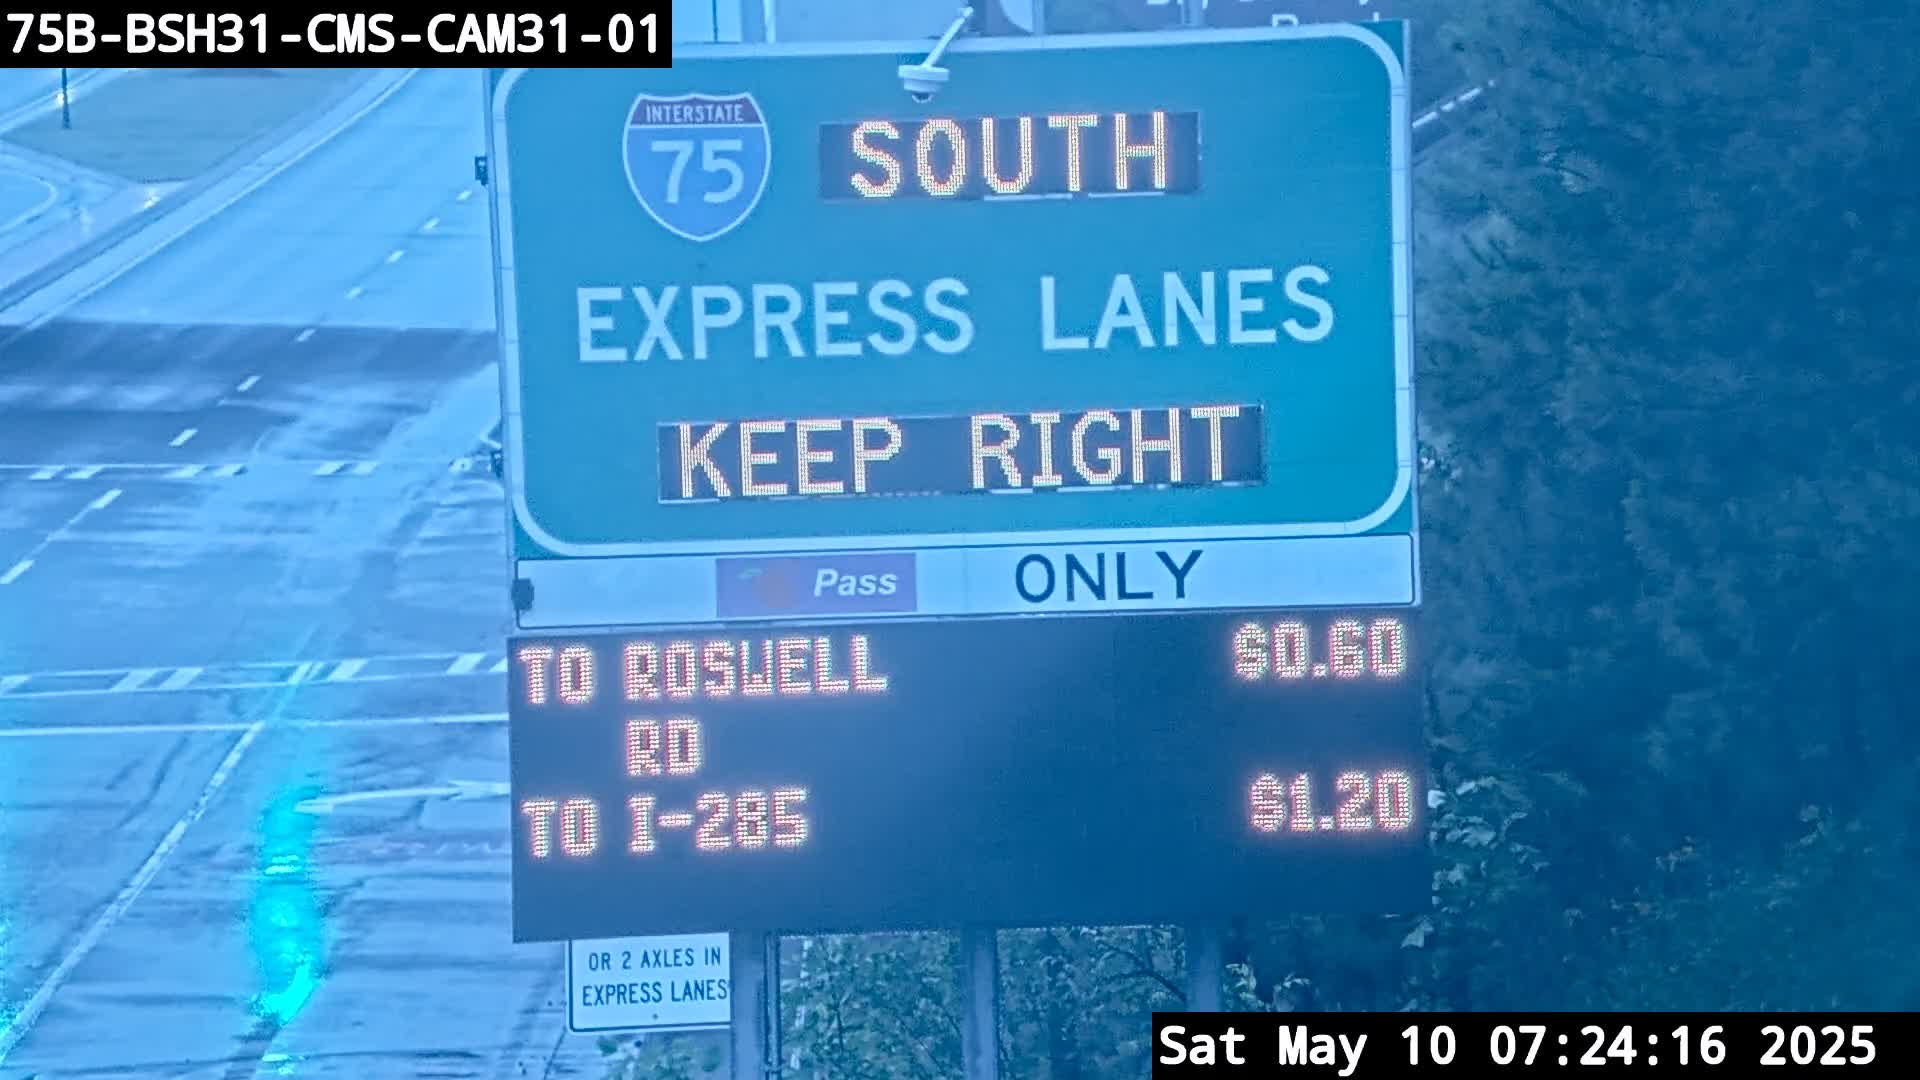 75B-BSH31-CMS-CAM31-01
INTERSTATE
75
SOUTH
EXPRESS LANES
KEEP RIGHT
Pass ONLY
TO ROSWELL $0.60
RD
TO I-285 $1.20
OR 2 AXLES IN
EXPRESS LANES
Sat May 10 07:24:16 2025